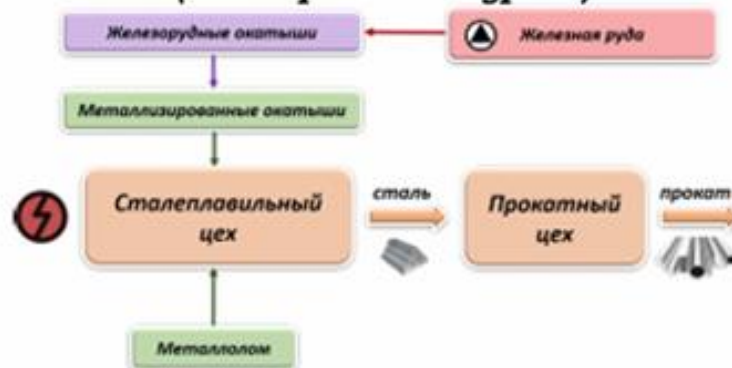 Железорудные окатыши
Железная руда
Металлизированные окатыши
Сталеплавильный
цех
сталь
Прокатный
цех
прокат
Металлолом